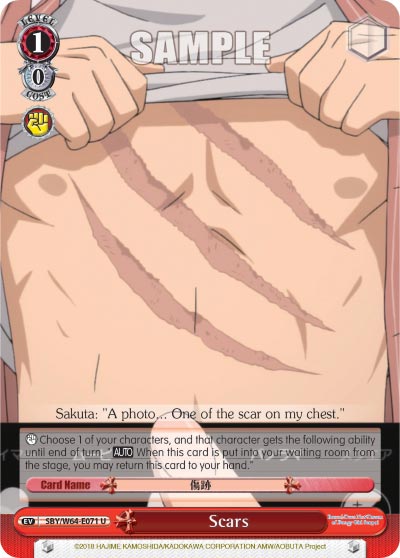 LEVEL
1
SAMPLE
0
COST
Sakuta: "A photo... One of the scar on my chest."
Choose 1 of your characters, and that character gets the following ability
until end of turn. "AUTO When this card is put into your waiting room from
the stage, you may return this card to your hand."
Card Name 傷跡
EV SBY/W64-E071 U Scars
©2018 HAJIME KAMOSHIDA/KADOKAWA CORPORATION AMW/AOBUTA Project